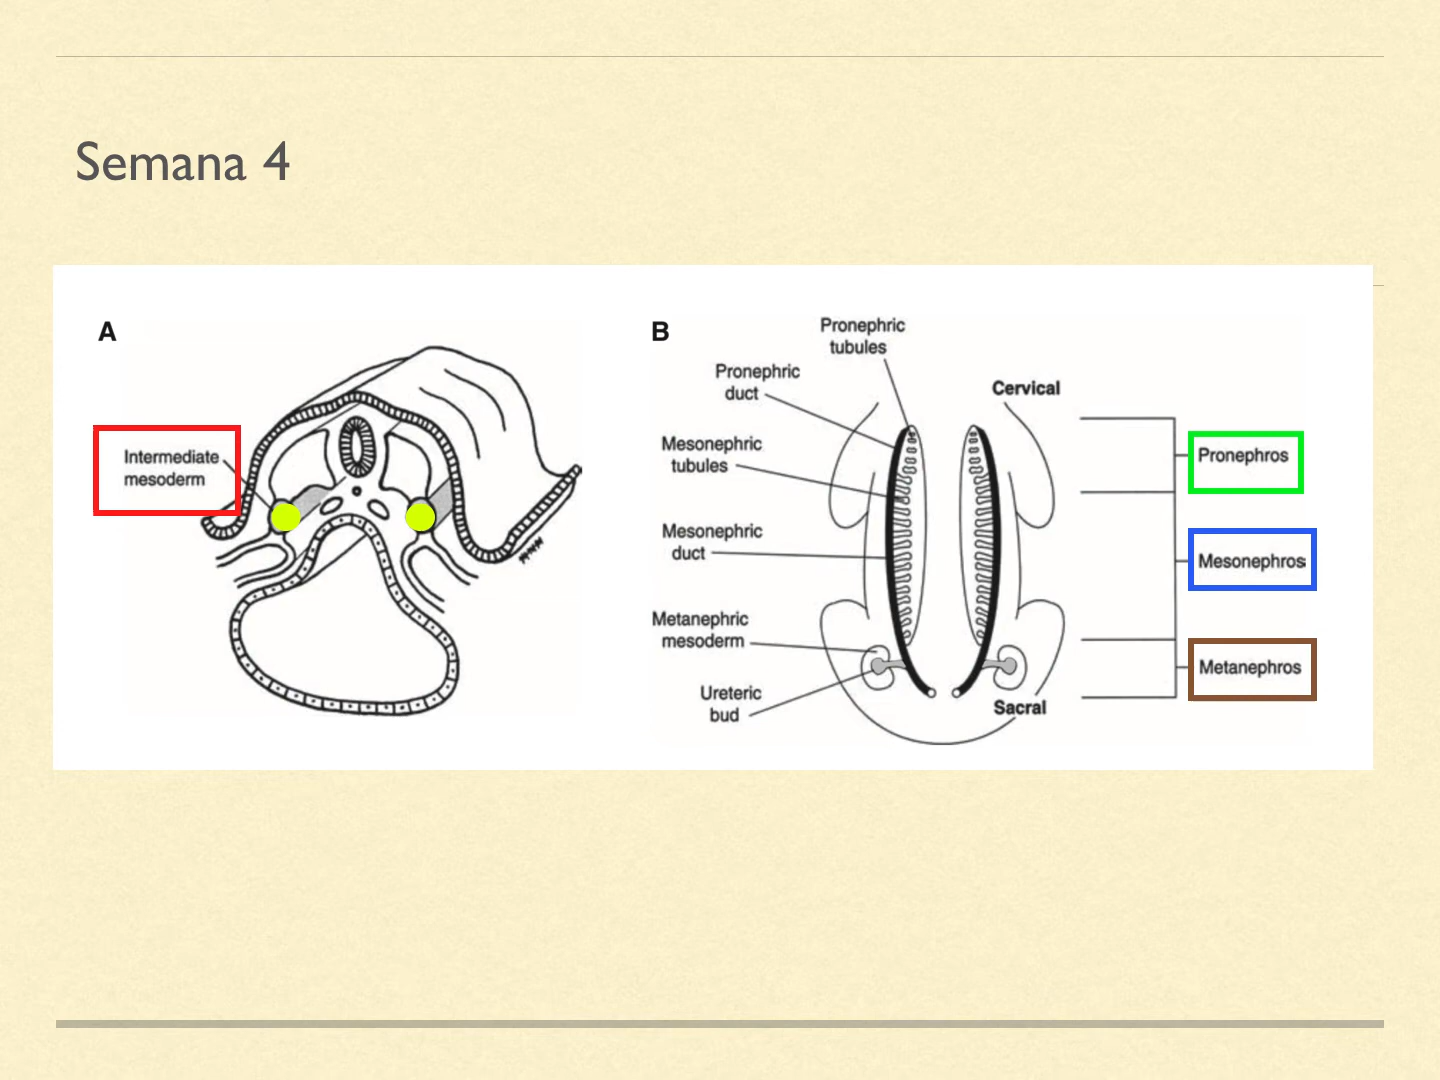 Semana 4
A
Intermediate
mesoderm
B
Pronephric
tubules
Pronephric
duct
Cervical
Mesonephric
tubules
Pronephros
Mesonephric
duct
Mesonephros
Metanephric
mesoderm
Metanephros
Ureteric
bud
Sacral